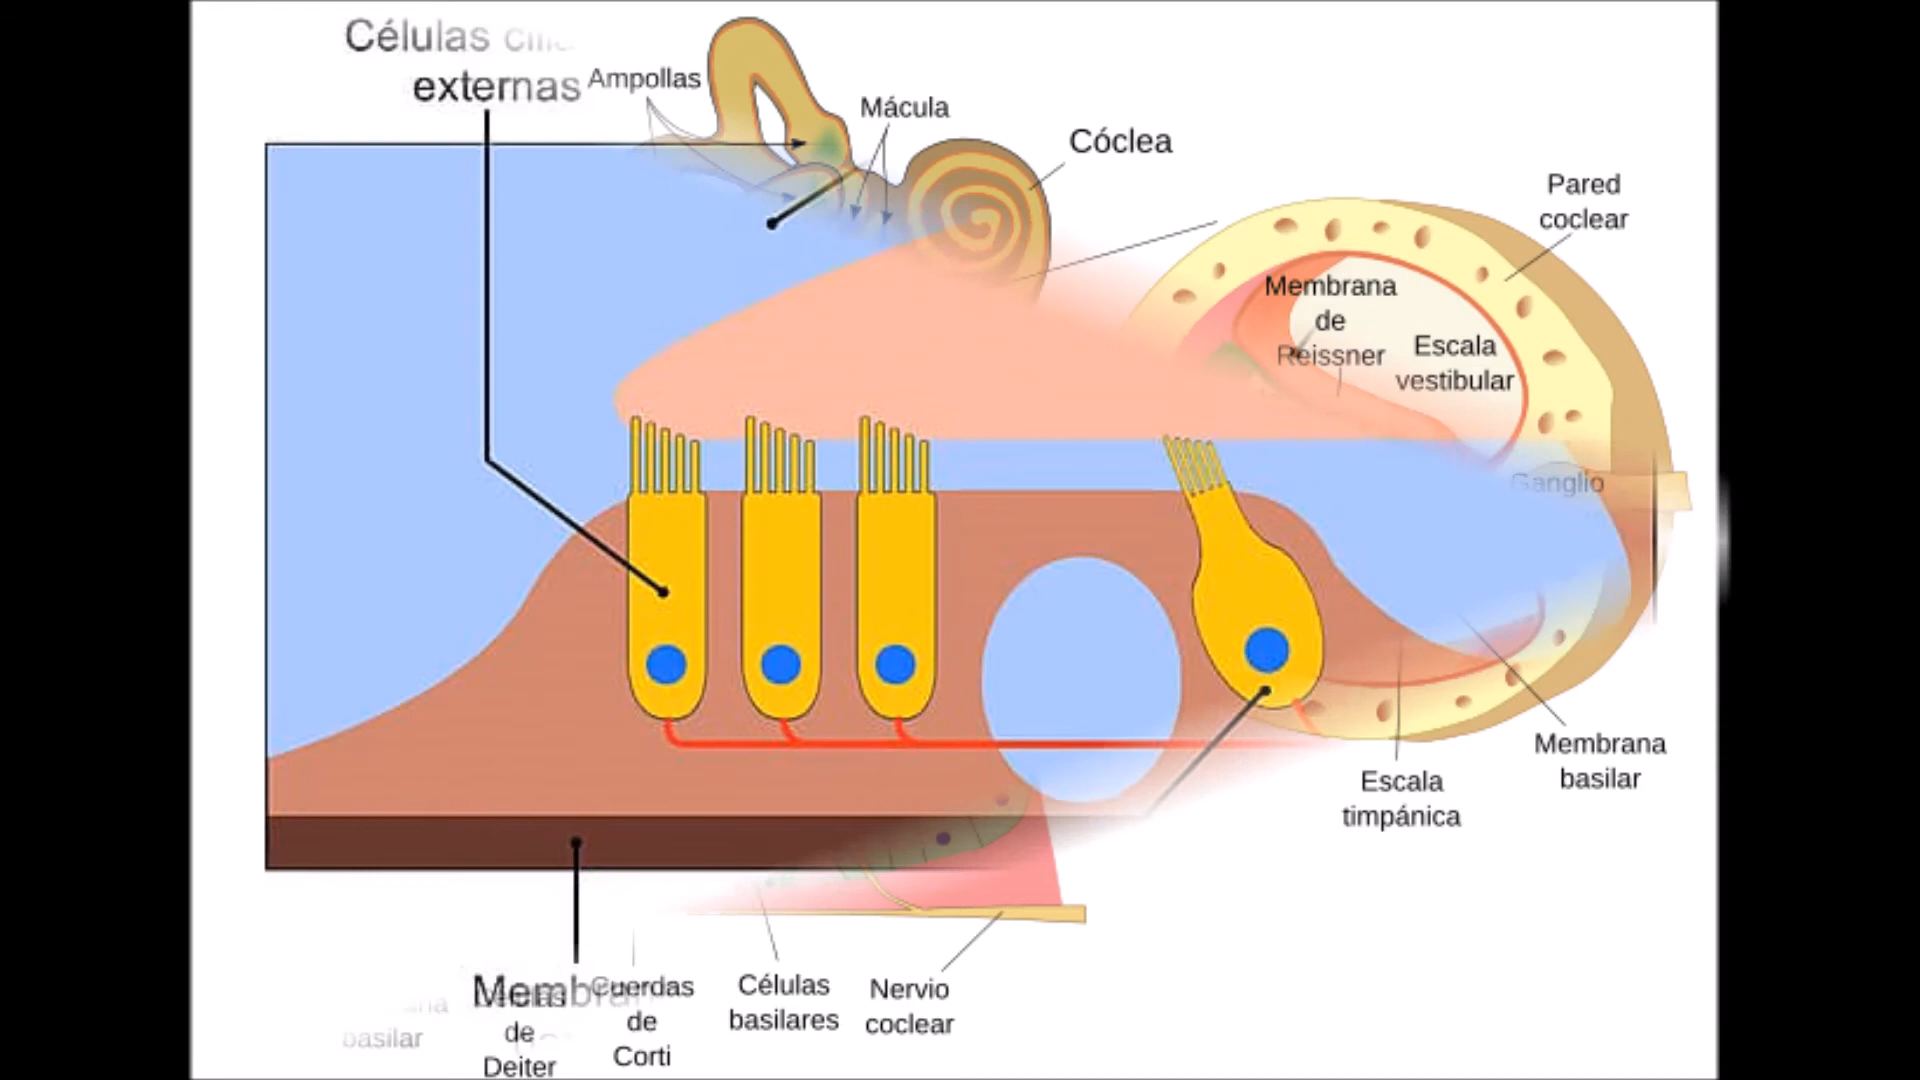 Células
externas
Ampollas
Mácula
Cóclea
Pared
coclear
Membrana
de
Reissner
Escala
vestibular
Ganglio
Membrana
basilar
Escala
timpánica
Cuerdas
de
Corti
Células
basilares
Nervio
coclear
basilar
de
Deiter